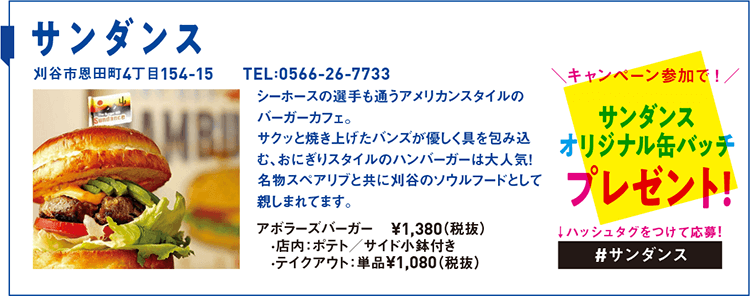 サンダンス
刈谷市恩田町4丁目154-15 TEL:0566-26-7733
Sundance
シーホースの選手も通うアメリカンスタイルの
バーガーカフェ。
サクッと焼き上げたバンズが優しく具を包み込
む、おにぎりスタイルのハンバーガーは大人気!
名物スペアリブと共に刈谷のソウルフードとして
親しまれてます。
アボラーズバーガー ¥1,380(税抜)
・店内:ポテト/サイド小鉢付き
・テイクアウト:単品¥1,080(税抜)
\キャンペーン参加で!/
サンダンス
オリジナル缶バッチ
プレゼント!
↓ハッシュタグをつけて応募!
#サンダンス